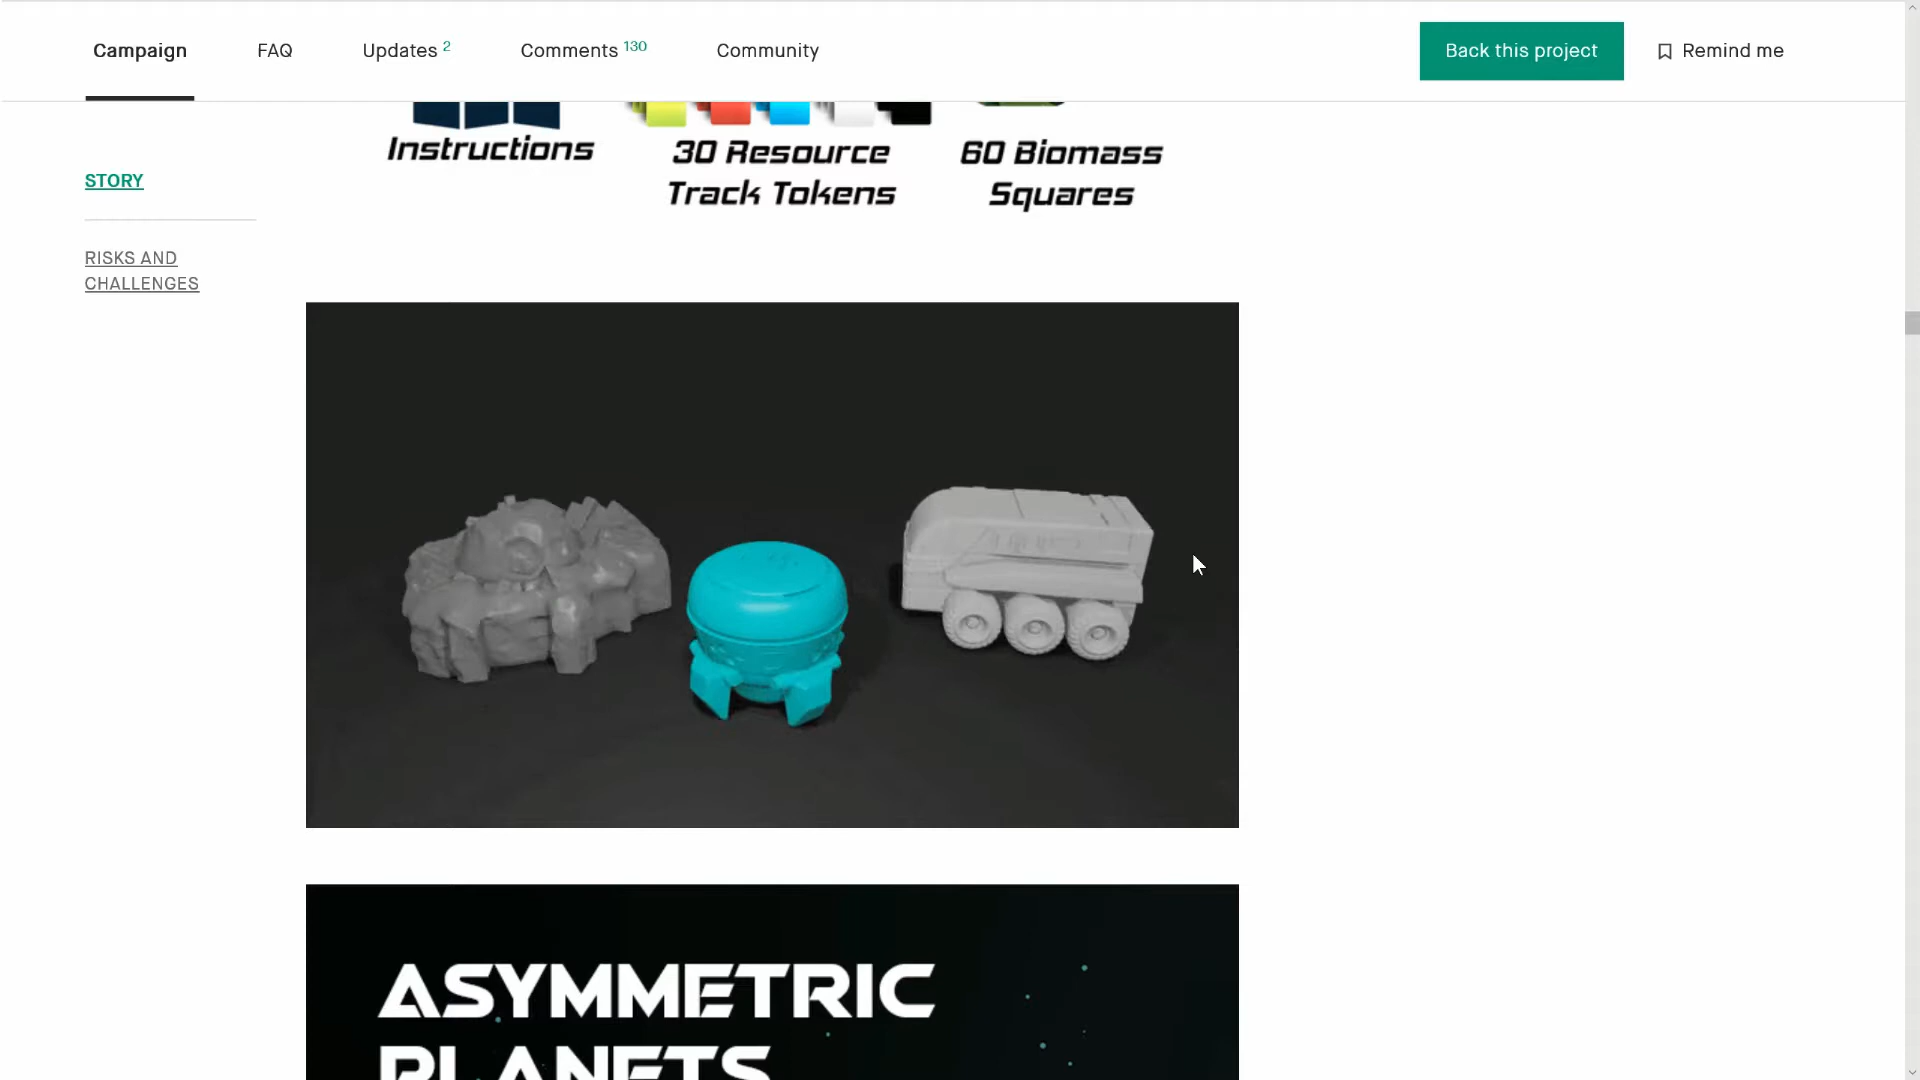 Campaign
FAQ
Updates 2
Comments 130
Community
Back this project
Remind me
STORY
RISKS AND
CHALLENGES
Instructions
30 Resource
Track Tokens
60 Biomass
Squares
ASYMMETRIC
PLANETS